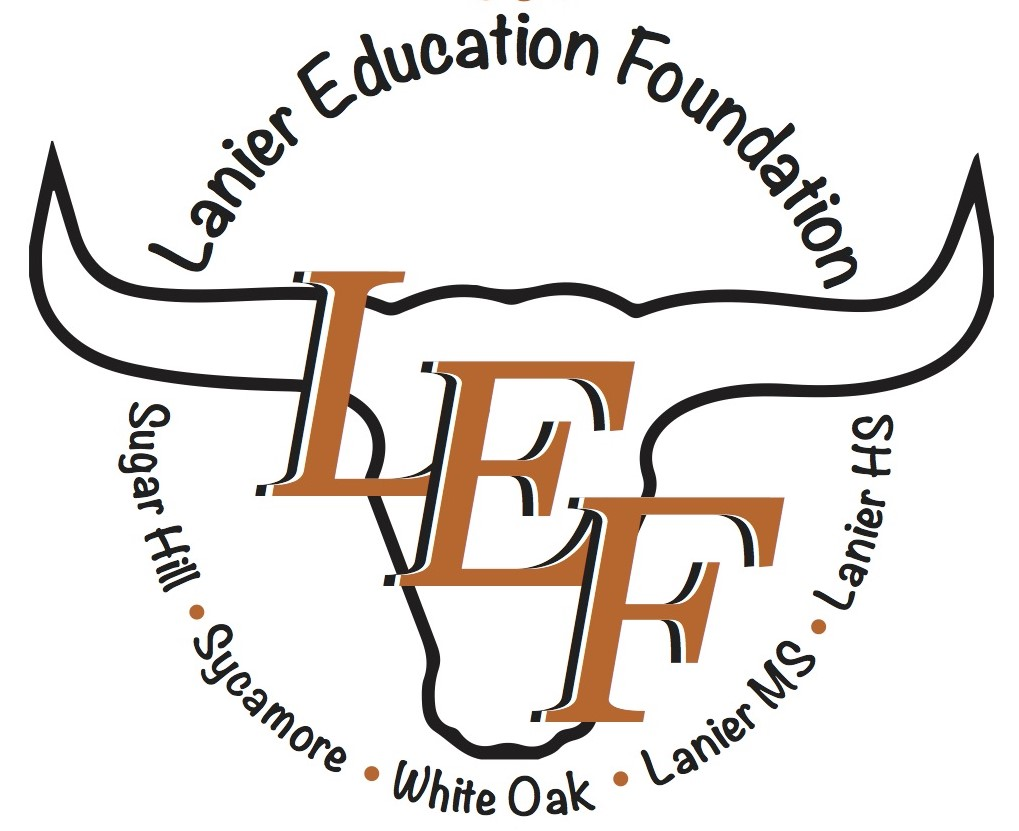 Lanier Education Foundation
LEF
Sugar Hill • Sycamore • White Oak • Lanier MS • Lanier HS